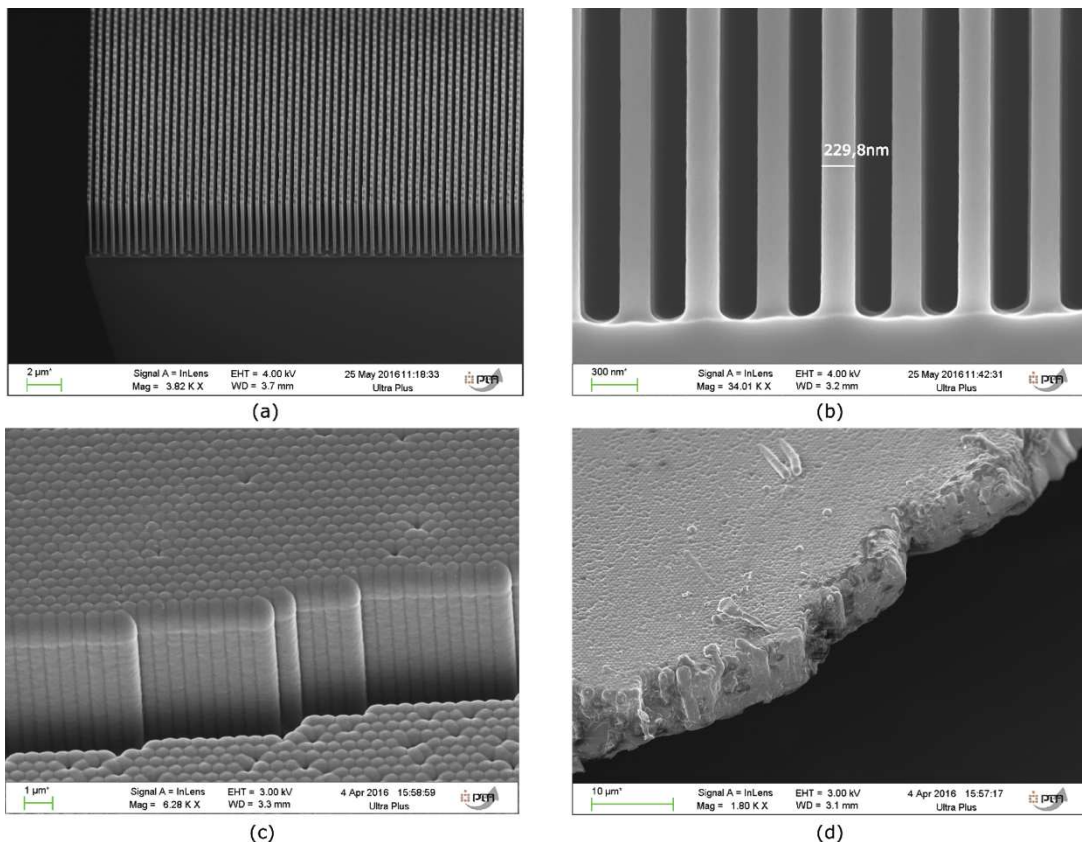 2 µm*
Signal A = InLens
Mag = 3.82 K X
EHT = 4.00 kV
WD = 3.7 mm
25 May 2016 11:18:33
Ultra Plus
PTA
(a)
229,8nm
300 nm*
Signal A = InLens
Mag = 34.01 K X
EHT = 4.00 kV
WD = 3.2 mm
25 May 2016 11:42:31
Ultra Plus
PTA
(b)
1 µm*
Signal A = InLens
Mag = 6.28 K X
EHT = 3.00 kV
WD = 3.3 mm
4 Apr 2016 15:58:59
Ultra Plus
PTA
(c)
10 µm*
Signal A = InLens
Mag = 1.80 K X
EHT = 3.00 kV
WD = 3.1 mm
4 Apr 2016 15:57:17
Ultra Plus
PTA
(d)